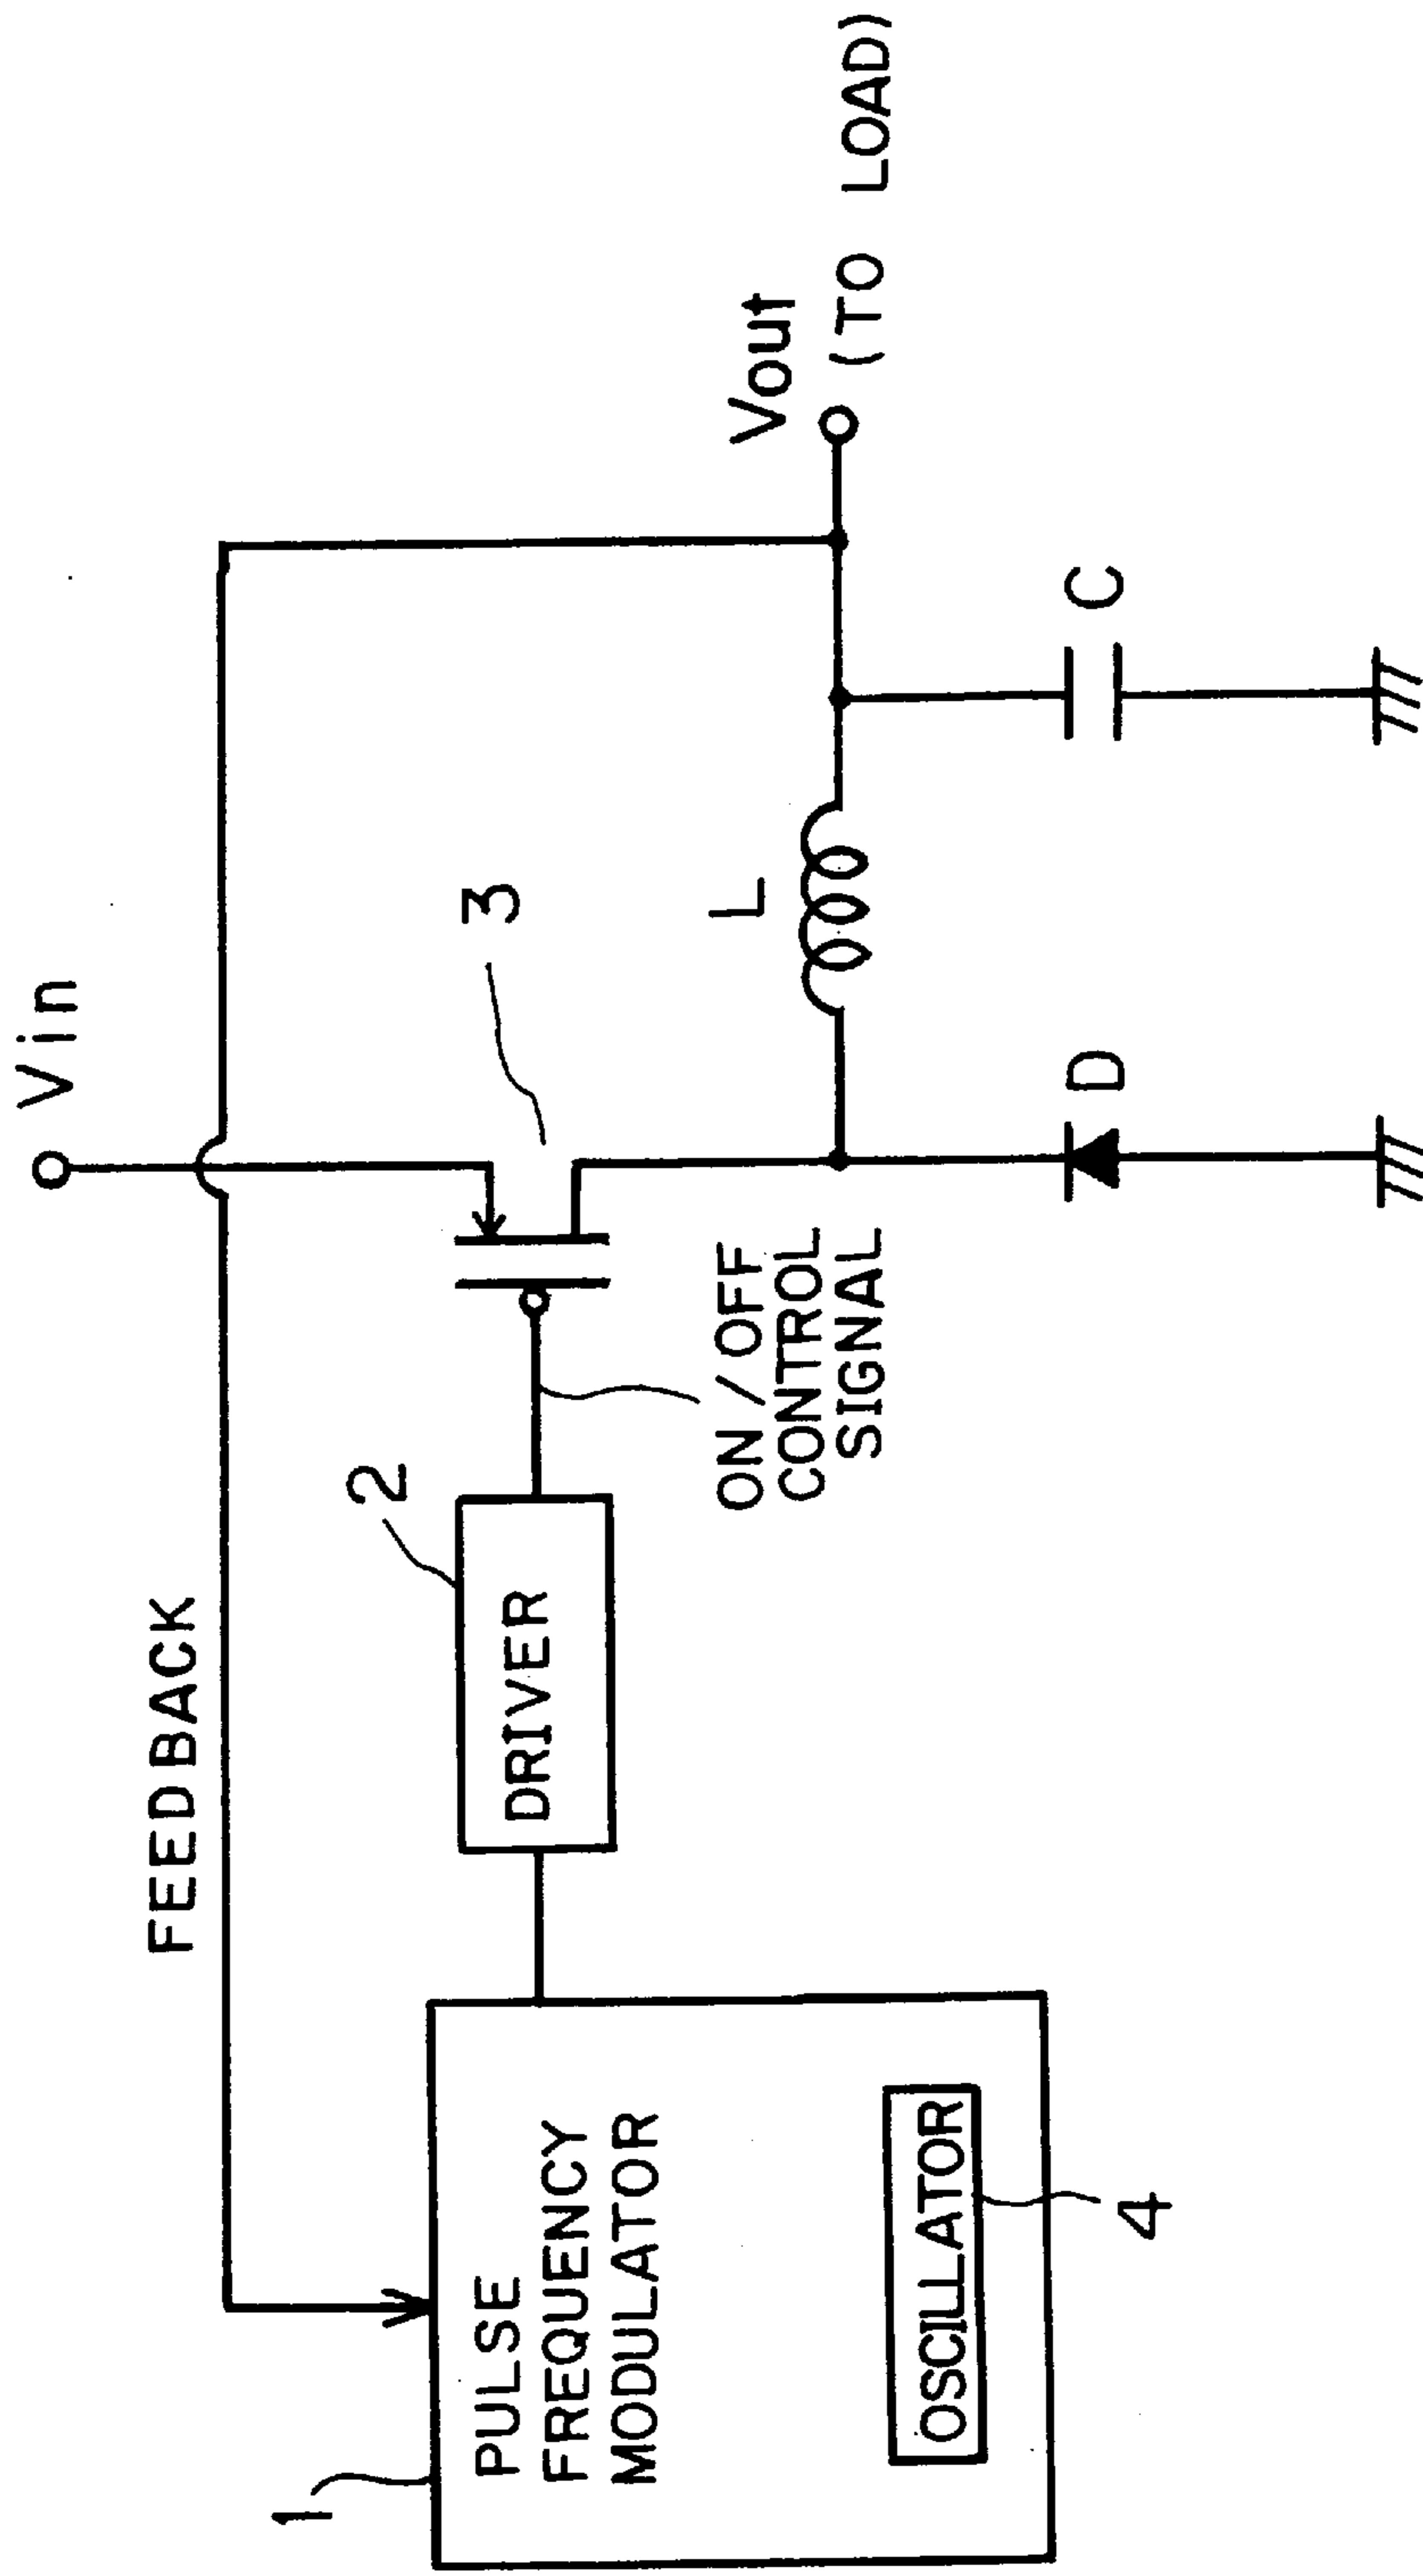 Vin
FEEDBACK
3
2
Vout
(TO LOAD)
L
1
PULSE
FREQUENCY
MODULATOR
DRIVER
ON/OFF
CONTROL
SIGNAL
D
C
OSCILLATOR
4